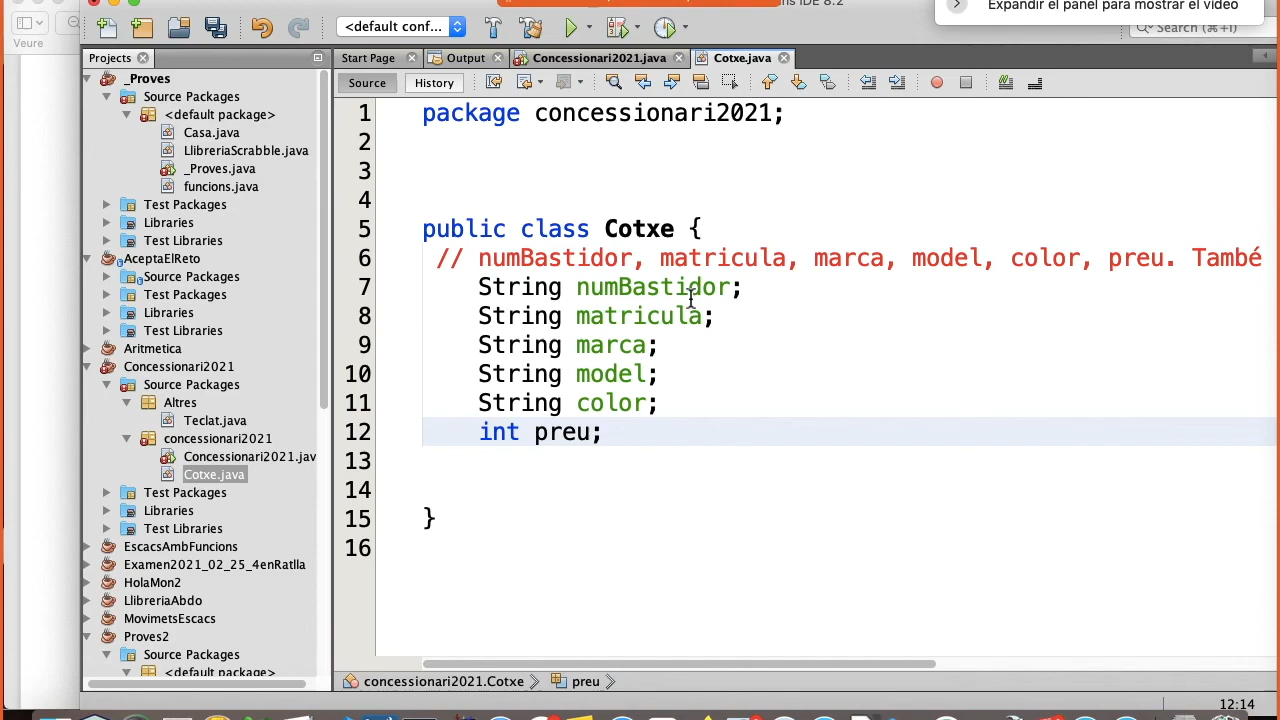 Expandir el panel para mostrar el vídeo
IDE 8.2
Veure
<default conf...
Search (⌘+I)
Projects
Start Page
Output
Concessionari2021.java
Cotxe.java
Source
History
_Proves
Source Packages
<default package>
Casa.java
LlibreriaScrabble.java
_Proves.java
funcions.java
Test Packages
Libraries
Test Libraries
AceptaElReto
Source Packages
Test Packages
Libraries
Test Libraries
Aritmetica
Concessionari2021
Source Packages
Altres
Teclat.java
concessionari2021
Concessionari2021.jav
Cotxe.java
Test Packages
Libraries
Test Libraries
EscacsAmbFuncions
Examen2021_02_25_4enRatlla
HolaMon2
LlibreriaAbdo
MovimetsEscacs
Proves2
Source Packages
<default package>
1 package concessionari2021;
2
3
4
5 public class Cotxe {
6 // numBastidor, matricula, marca, model, color, preu. També
7 String numBastidor;
8 String matricula;
9 String marca;
10 String model;
11 String color;
12 int preu;
13
14
15 }
16
concessionari2021.Cotxe
preu
12:14